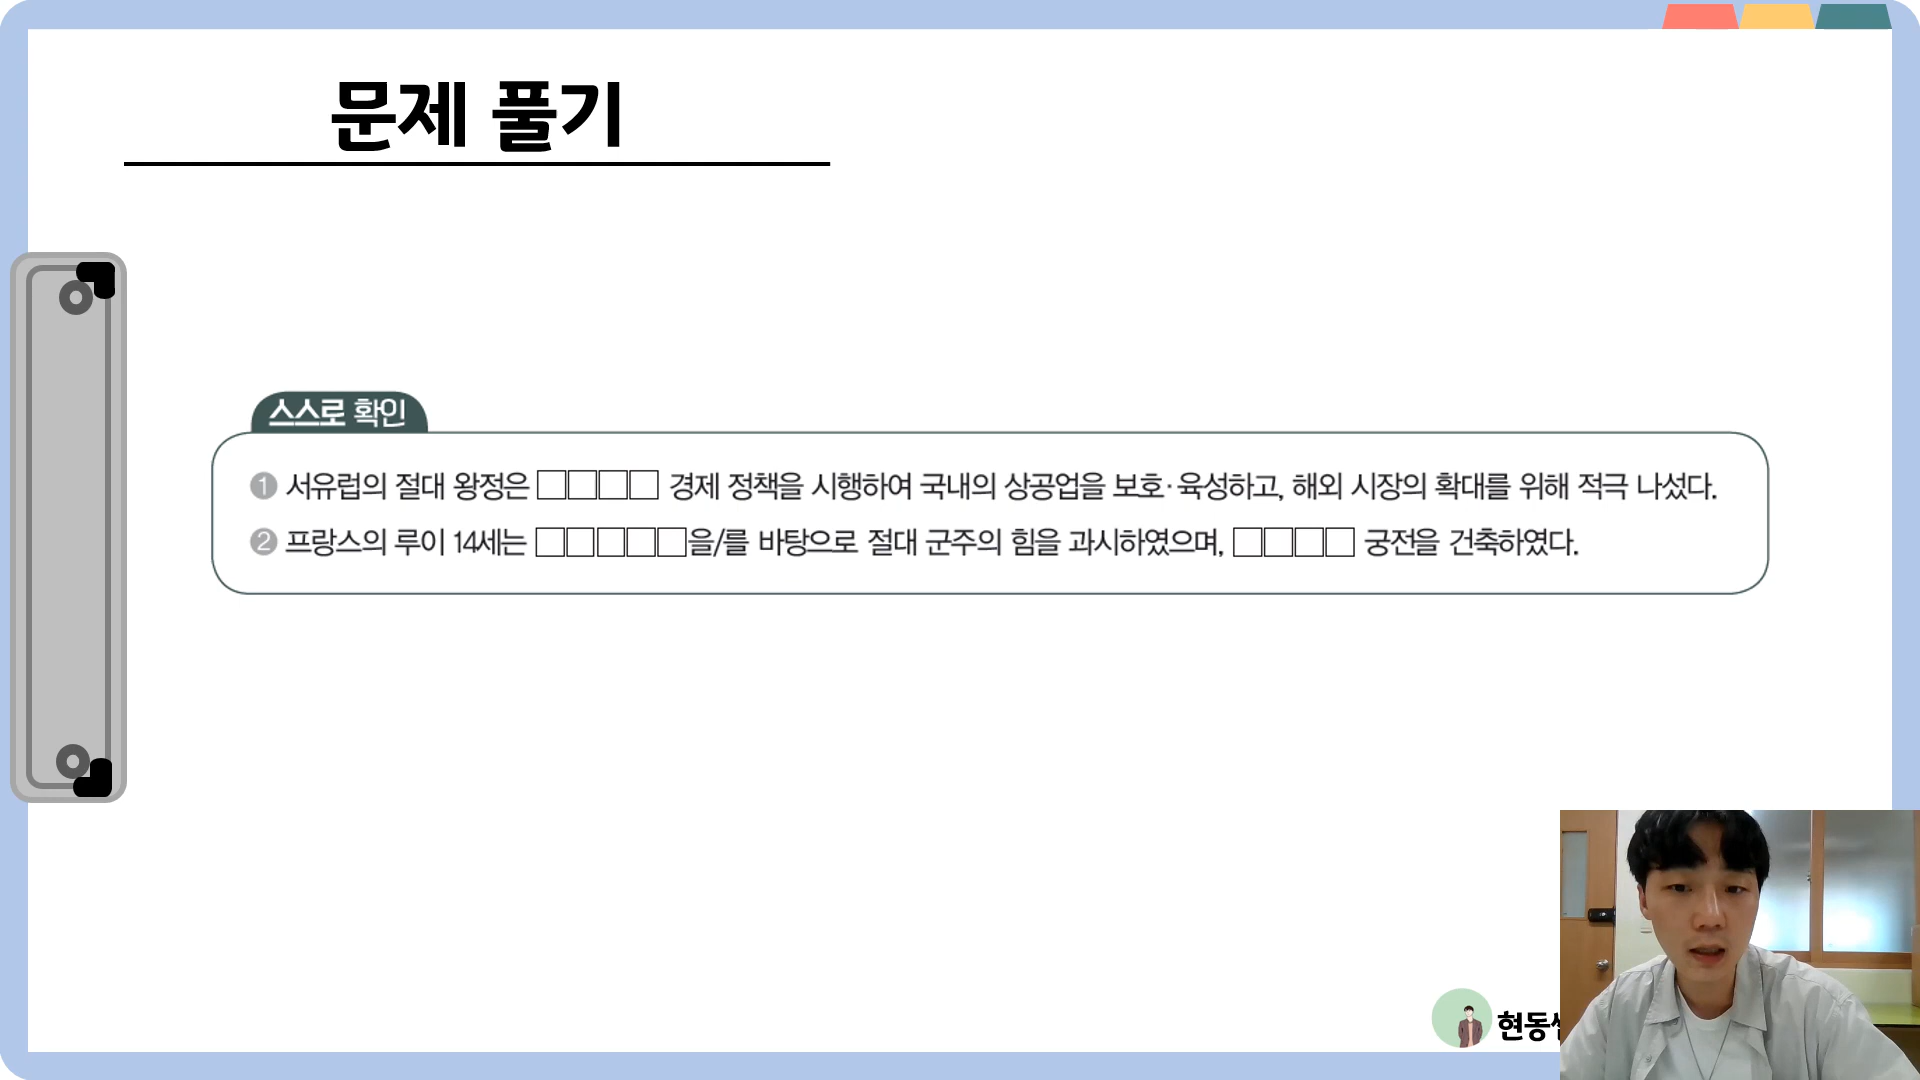 문제 풀기
스스로 확인
1 서유럽의 절대 왕정은 □□□□ 경제 정책을 시행하여 국내의 상공업을 보호·육성하고, 해외 시장의 확대를 위해 적극 나섰다.
2 프랑스의 루이 14세는 □□□□□을/를 바탕으로 절대 군주의 힘을 과시하였으며, □□□□ 궁전을 건축하였다.
현동